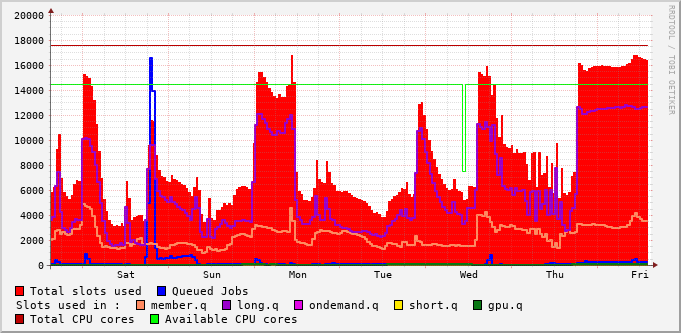 20000
18000
16000
14000
12000
10000
8000
6000
4000
2000
0
Sat Sun Mon Tue Wed Thu Fri
RRDTOOL / TOBI OETIKER
Total slots used Queued Jobs
Slots used in : member.q long.q ondemand.q short.q gpu.q
Total CPU cores Available CPU cores